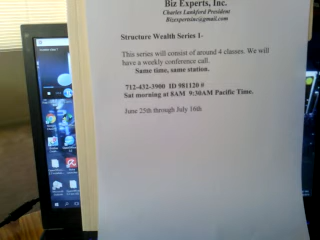 Biz Experts, Inc.
Charles Lunkford President
Bizexpertsinc@gmail.com
Structure Wealth Series 1-
This series will consist of around 4 classes. We will
have a weekly conference call.
Same time, same station.
712-432-3900 ID 981120 #
Sat morning at 8AM 9:30AM Pacific Time.
June 25th through July 16th